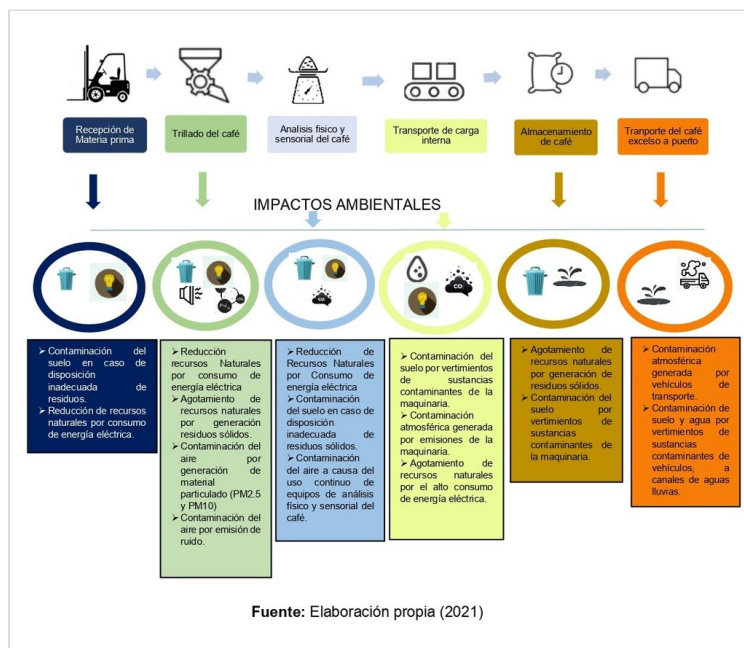 Recepción de
Materia prima
Trillado del café
Analisis fisico y
sensorial del café
Transporte de carga
interna
Almacenamiento
de café
Tranporte del café
excelso a puerto
IMPACTOS AMBIENTALES
➢ Contaminación del
suelo en caso de
disposición
inadecuada de
residuos.
➢ Reducción de recursos
naturales por consumo
de energía eléctrica.
➢ Reducción
recursos Naturales
por consumo de
energía eléctrica
➢ Agotamiento de
recursos naturales
por generación
residuos sólidos.
➢ Contaminación del
aire por
generación de
material
particulado (PM2.5
y PM10)
➢ Contaminación del
aire por emisión de
ruido.
➢ Reducción de
Recursos Naturales
por Consumo de
energía eléctrica
➢ Contaminación
del suelo en caso de
disposición
inadecuada de
residuos sólidos.
➢ Contaminación
del aire a causa del
uso continuo de
equipos de análisis
físico y sensorial del
café.
➢ Contaminación del
suelo por vertimientos de
sustancias
contaminantes de la
maquinaria.
➢ Contaminación
atmosférica generada
por emisiones de la
maquinaria.
➢ Agotamiento de
recursos naturales
por el alto consumo
de energía eléctrica.
➢ Agotamiento de
recursos naturales
por generación de
residuos sólidos.
➢ Contaminación del
suelo por
vertimientos de
sustancias
contaminantes de
la maquinaria.
➢ Contaminación
atmosférica
generada por
vehículos de
transporte.
➢ Contaminación de
suelo y agua por
vertimientos de
sustancias
contaminantes de
vehículos, a
canales de aguas
lluvias.
Fuente: Elaboración propia (2021)